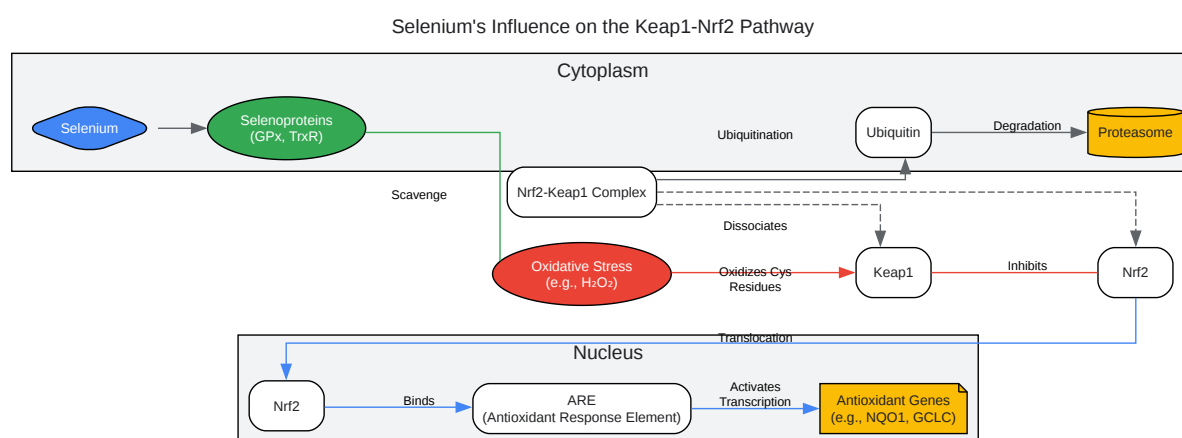 Selenium's Influence on the Keap1-Nrf2 Pathway
Cytoplasm
Selenium
Selenoproteins
(GPx, TrxR)
Ubiquitination
Ubiquitin
Degradation
Proteasome
Scavenge
Nrf2-Keap1 Complex
Dissociates
Oxidative Stress
(e.g., H₂O₂)
Oxidizes Cys
Residues
Keap1
Inhibits
Nrf2
Translocation
Nucleus
Nrf2
Binds
ARE
(Antioxidant Response Element)
Activates
Transcription
Antioxidant Genes
(e.g., NQO1, GCLC)